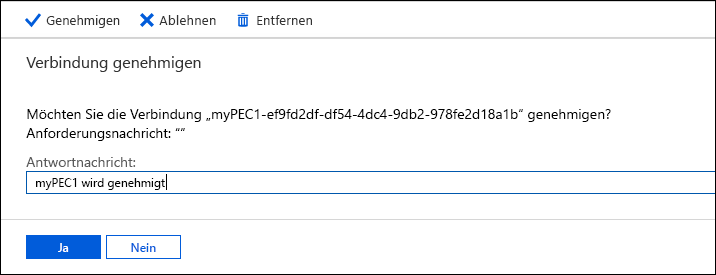 Genehmigen Ablehnen Entfernen
Verbindung genehmigen
Möchten Sie die Verbindung „myPEC1-ef9fd2df-df54-4dc4-9db2-978fe2d18a1b“ genehmigen?
Anforderungsnachricht: “”
Antwortnachricht:
myPEC1 wird genehmigt
Ja Nein